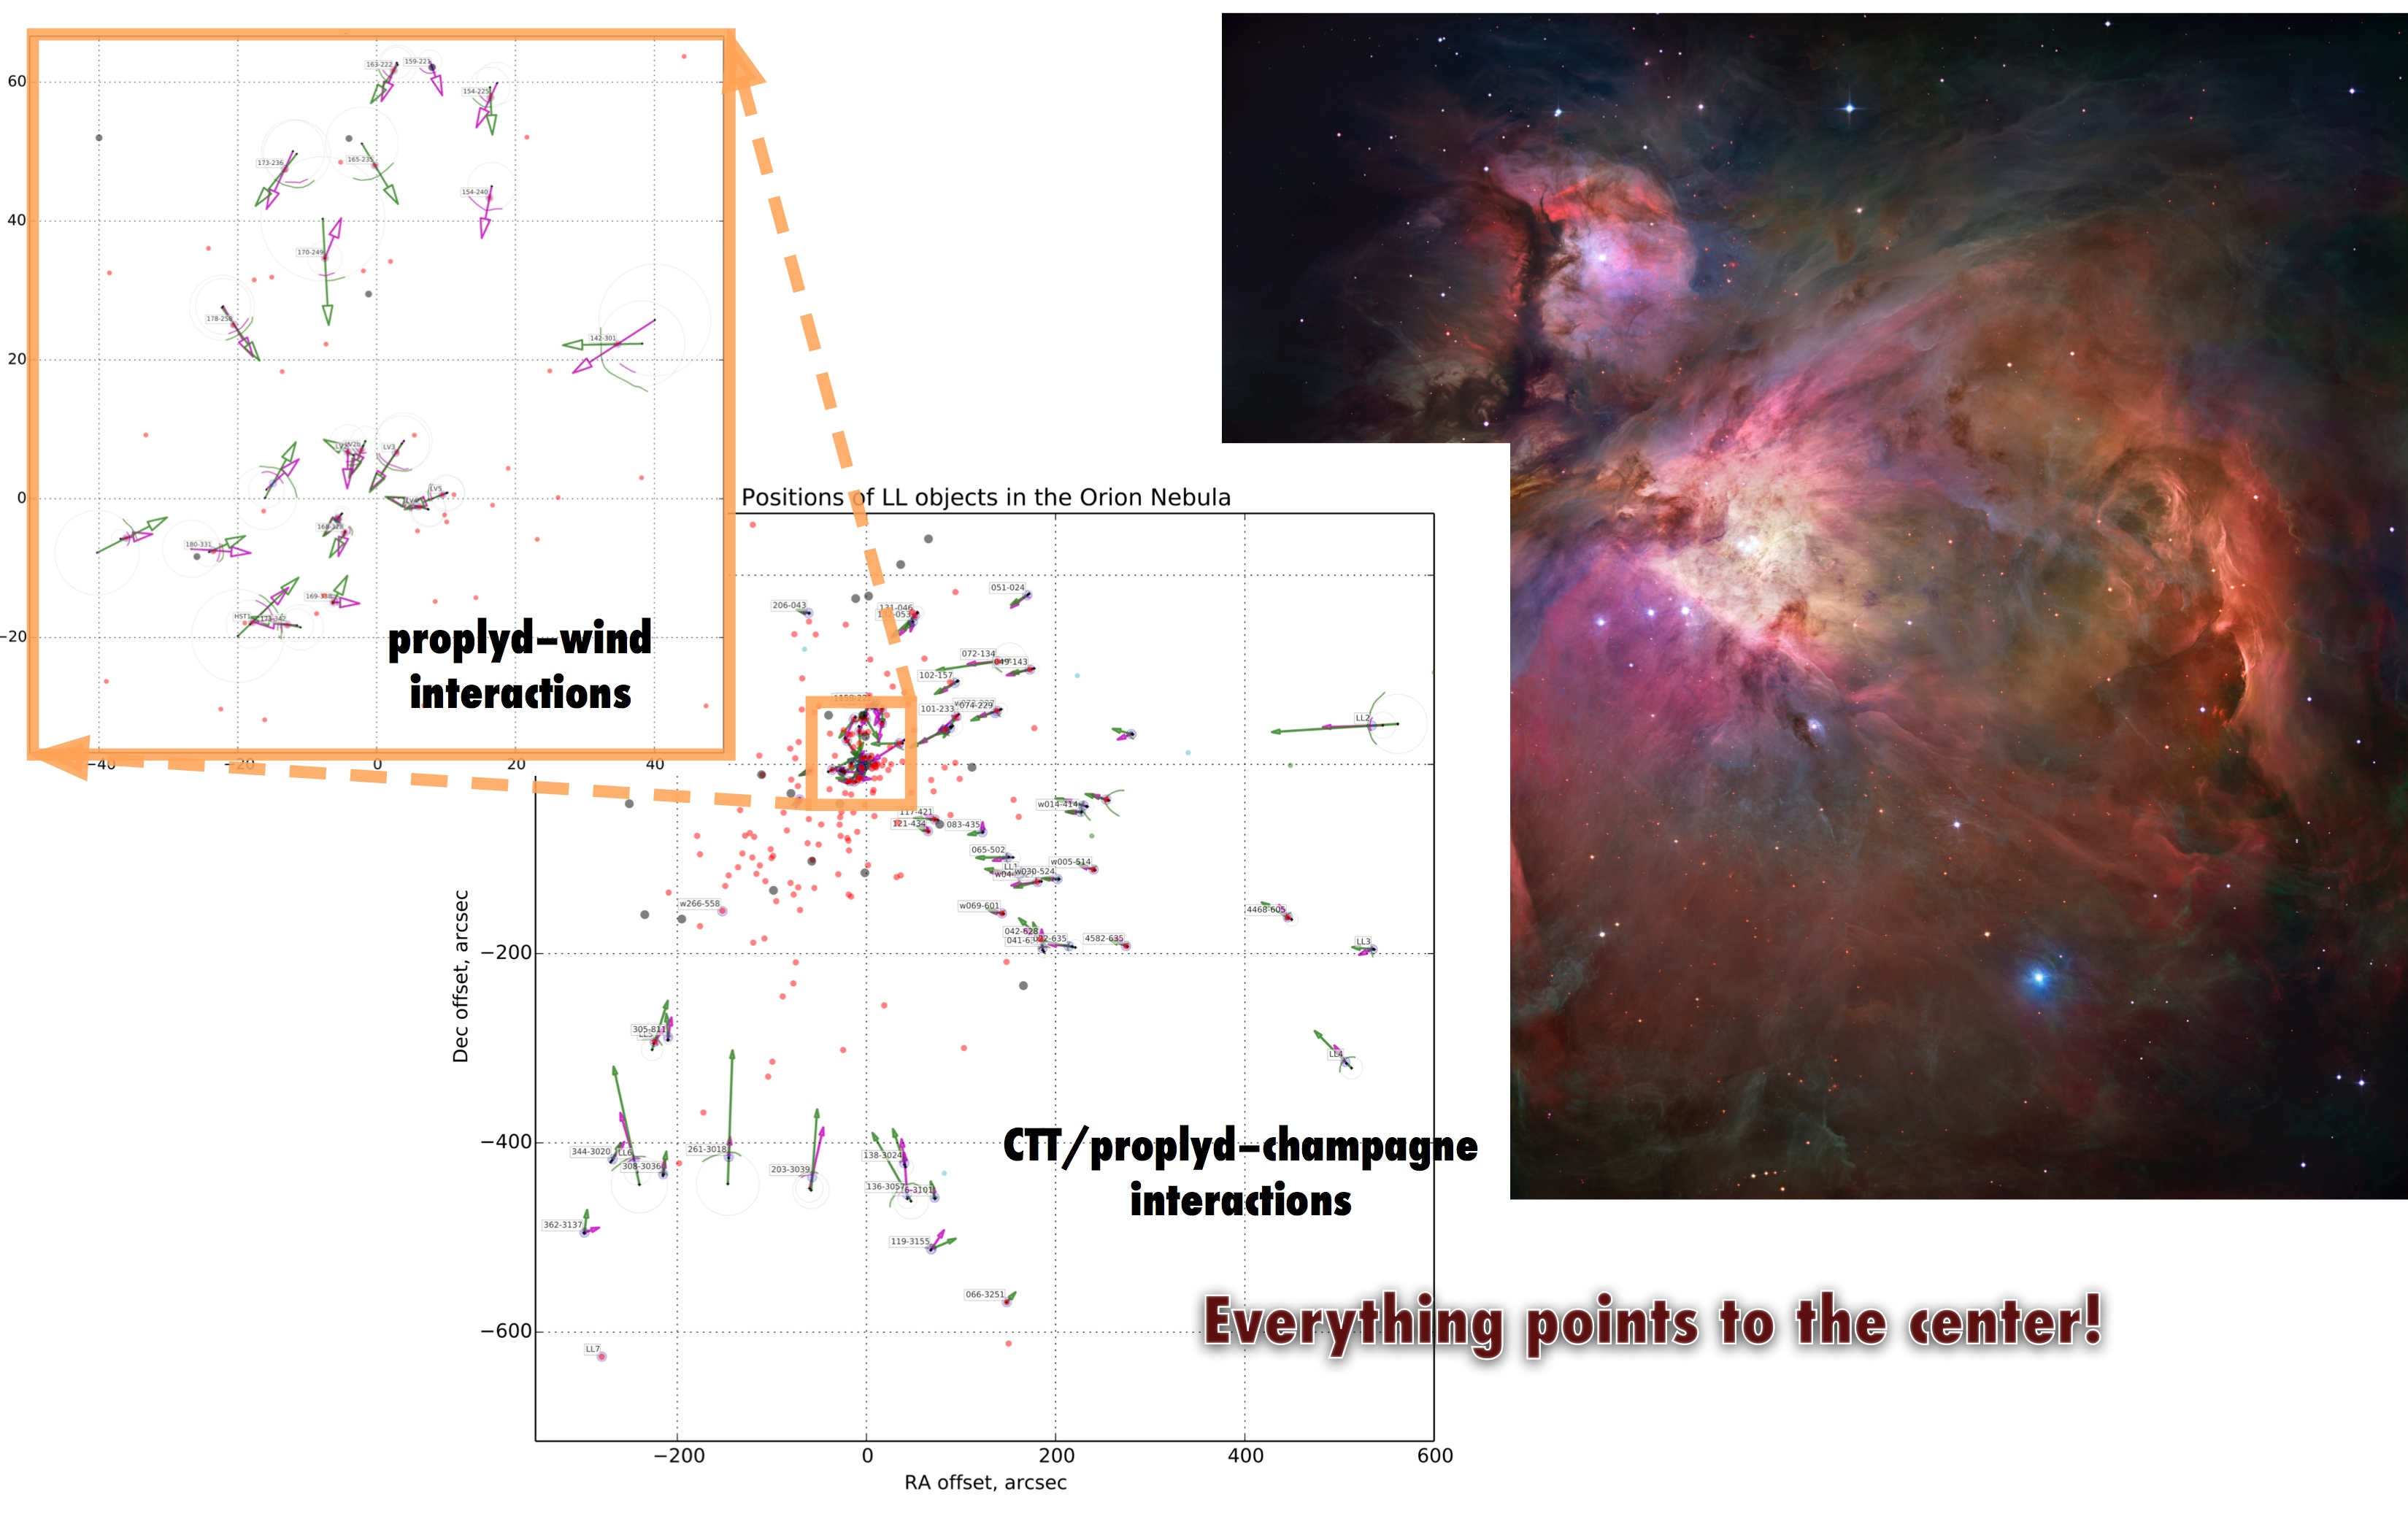 60
40
20
0
−20
−40
−20
0
20
40
163-222
159-221
154-225
173-236
165-235
154-240
170-249
178-258
142-301
LV3
LV5
168-328
180-331
169-338
HST1
proplyd–wind
interactions
Positions of LL objects in the Orion Nebula
051-024
206-043
131-046
072-134
049-143
102-157
101-233
074-229
LL2
w014-414
117-421
121-434
083-435
065-502
LL1
w005-514
w030-524
w266-558
w069-601
4468-605
042-628
4582-635
LL3
305-811
LL4
344-3020
LL6
308-3036
261-3018
203-3039
138-3024
136-3057
362-3137
119-3155
066-3251
LL7
CTT/proplyd–champagne
interactions
Everything points to the center!
Dec offset, arcsec
−200
−400
−600
−200
0
200
400
600
RA offset, arcsec